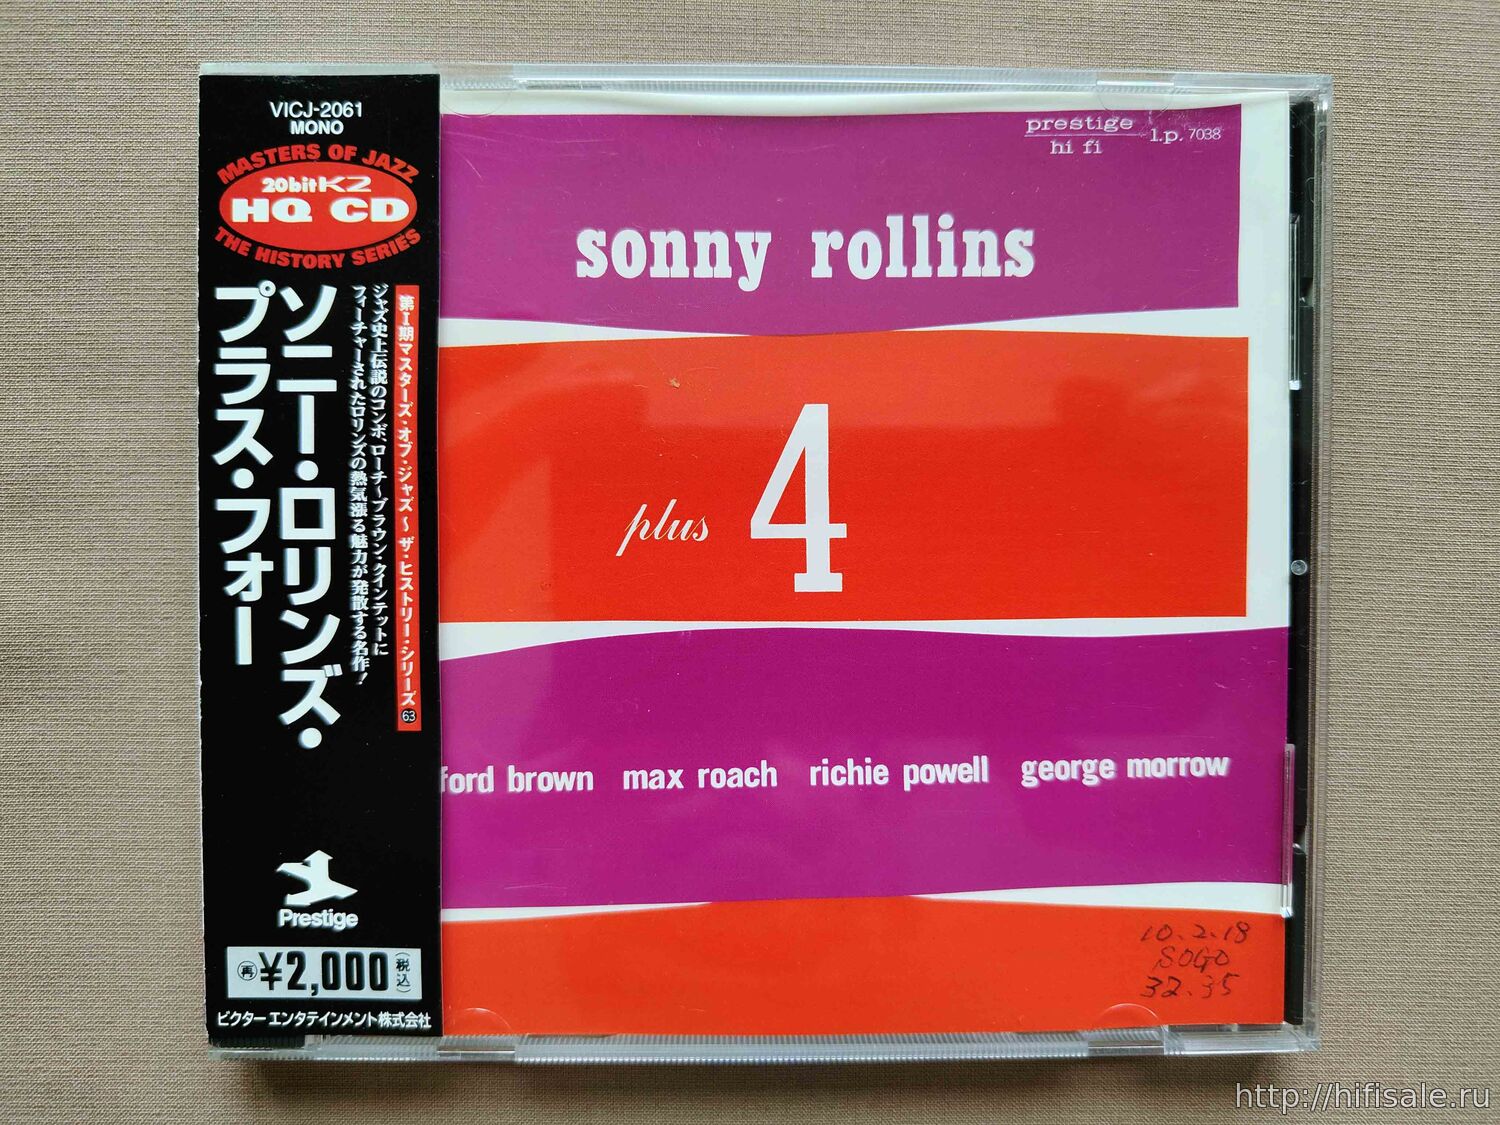 VICJ-2061
MONO
MASTERS OF JAZZ
20bit K2
HQ CD
THE HISTORY SERIES
第I期マスターズ・オブ・ジャズ～ザ・ヒストリー・シリーズ63
ジャズ史上伝説のコンボ、ローチ～ブラウン・クインテットに
フィーチャーされたロリンズの熱気漲る魅力が発散する名作!
ソニー・ロリンズ・
プラス・フォー
Prestige
再 ¥2,000 (税込)
ビクターエンタテインメント株式会社
prestige l.p. 7038
hi fi
sonny rollins
plus 4
ford brown max roach richie powell george morrow
10.2.18
SOGO
32.35
http://hifisale.ru